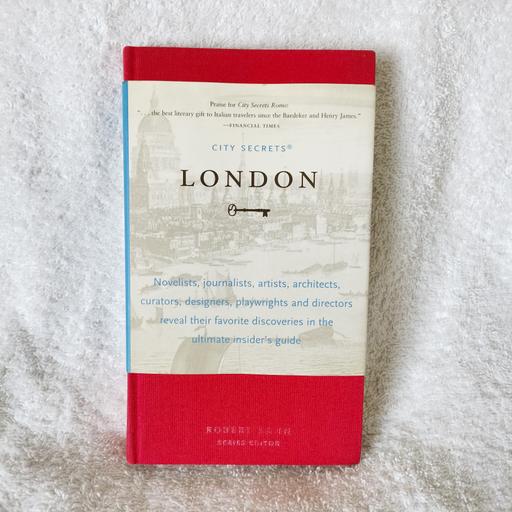 Praise for City Secrets Rome:
". . . the best literary gift to Italian travelers since the Baedeker and Henry James."
—FINANCIAL TIMES
CITY SECRETS®
LONDON
Novelists, journalists, artists, architects,
curators, designers, playwrights and directors
reveal their favorite discoveries in the
ultimate insider's guide
ROBERT
SERIES EDITOR